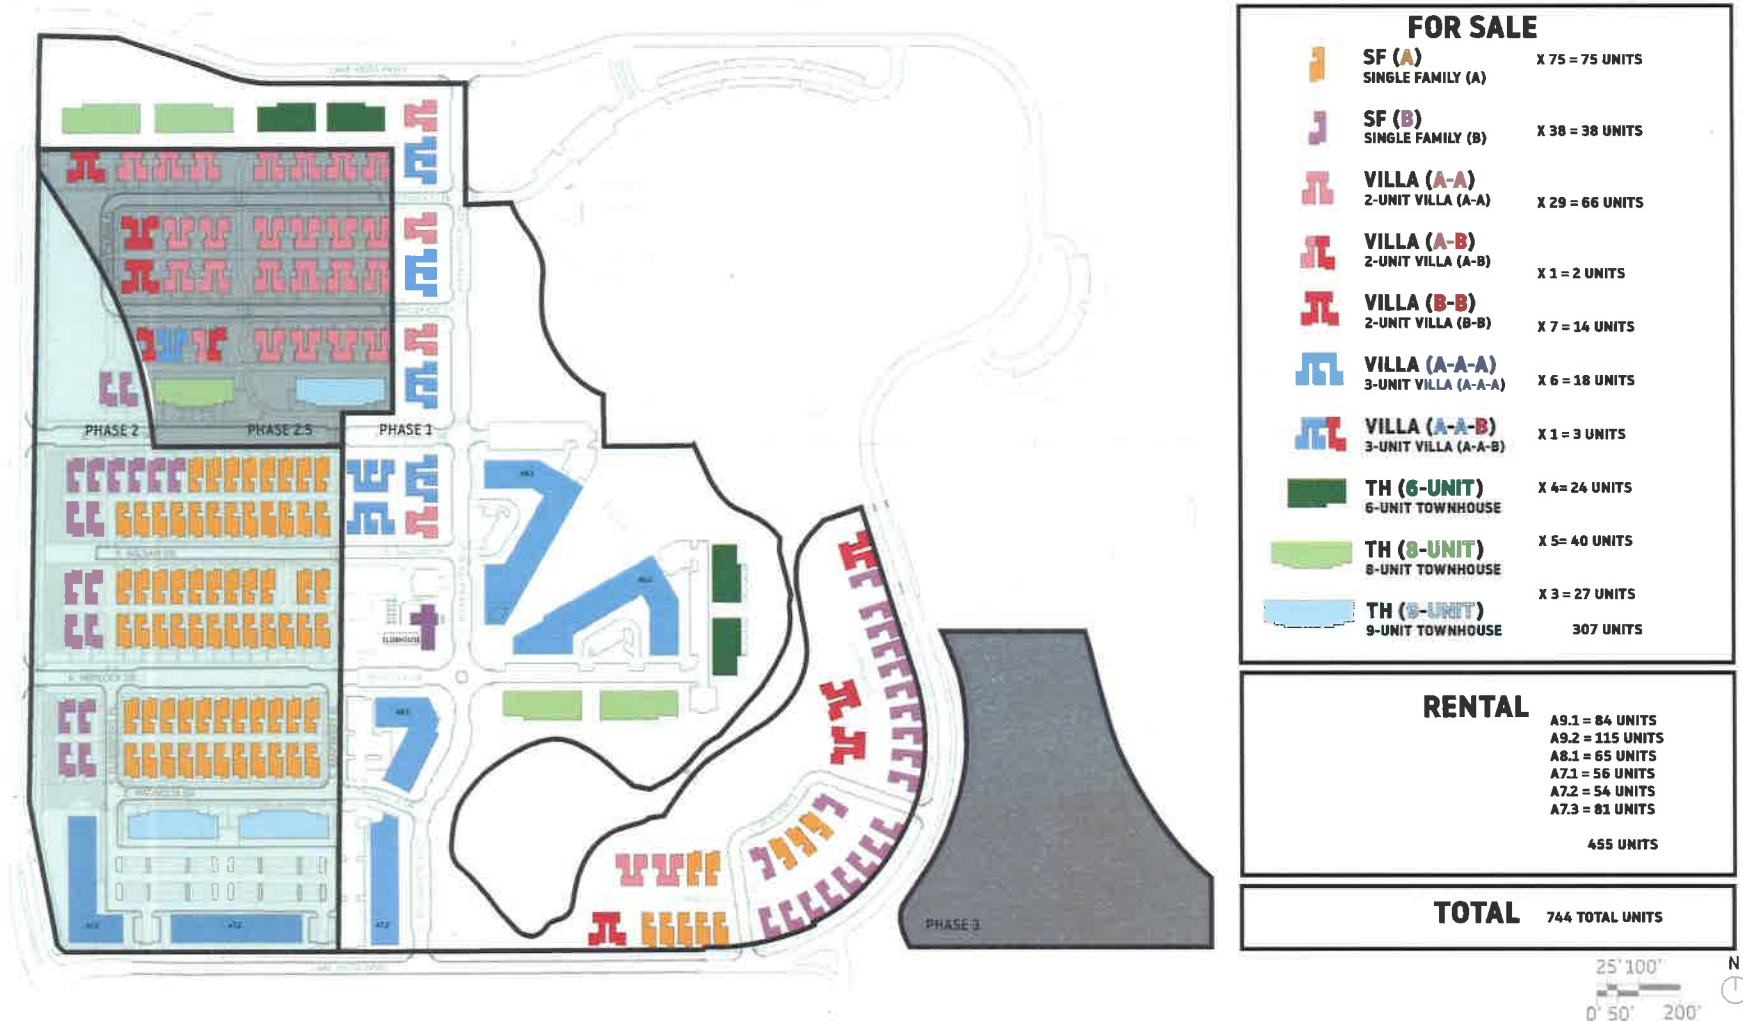 PHASE 2
PHASE 2.5
PHASE 1
CLUBHOUSE
PHASE 3
FOR SALE
SF (A)
SINGLE FAMILY (A)
X 75 = 75 UNITS
SF (B)
SINGLE FAMILY (B)
X 38 = 38 UNITS
VILLA (A-A)
2-UNIT VILLA (A-A)
X 29 = 66 UNITS
VILLA (A-B)
2-UNIT VILLA (A-B)
X 1 = 2 UNITS
VILLA (B-B)
2-UNIT VILLA (B-B)
X 7 = 14 UNITS
VILLA (A-A-A)
3-UNIT VILLA (A-A-A)
X 6 = 18 UNITS
VILLA (A-A-B)
3-UNIT VILLA (A-A-B)
X 1 = 3 UNITS
TH (6-UNIT)
6-UNIT TOWNHOUSE
X 4= 24 UNITS
TH (8-UNIT)
8-UNIT TOWNHOUSE
X 5= 40 UNITS
TH (9-UNIT)
9-UNIT TOWNHOUSE
X 3 = 27 UNITS
307 UNITS
RENTAL
A9.1 = 84 UNITS
A9.2 = 115 UNITS
A8.1 = 65 UNITS
A7.1 = 56 UNITS
A7.2 = 54 UNITS
A7.3 = 81 UNITS
455 UNITS
TOTAL
744 TOTAL UNITS
25' 100'
0' 50' 200'
N